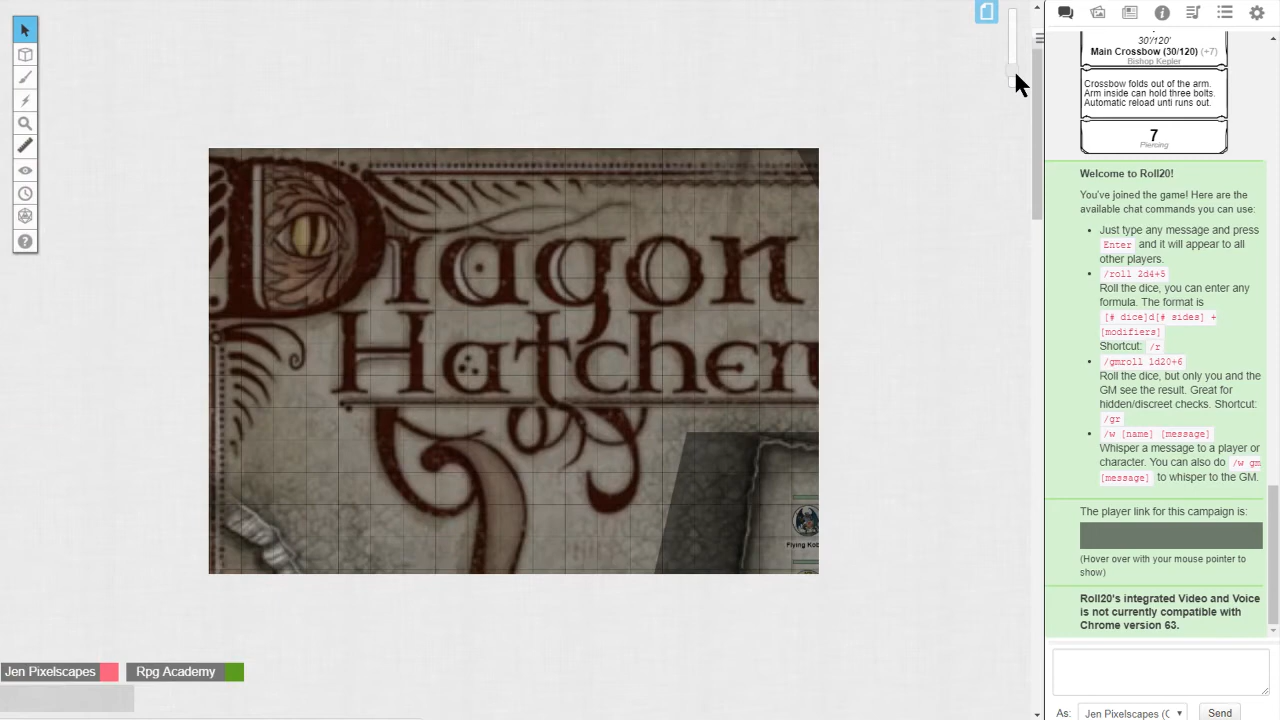 30'/120'
Main Crossbow (30/120) (+7)
Bishop Kepler
Crossbow folds out of the arm.
Arm inside can hold three bolts.
Automatic reload unti runs out.
7
Piercing
Welcome to Roll20!
You've joined the game! Here are the
available chat commands you can use:
Just type any message and press
Enter and it will appear to all
other players.
/roll 2d4+5
Roll the dice, you can enter any
formula. The format is
[# dice]d[# sides] +
[modifiers]
Shortcut: /r
/gmroll 1d20+6
Roll the dice, but only you and the
GM see the result. Great for
hidden/discreet checks. Shortcut:
/gr
/w [name] [message]
Whisper a message to a player or
character. You can also do /w gm
[message] to whisper to the GM.
The player link for this campaign is:
(Hover over with your mouse pointer to
show)
Roll20's integrated Video and Voice
is not currently compatible with
Chrome version 63.
As: Jen Pixelscapes (
Send
Dragon
Hatchen
Flying Kob
Jen Pixelscapes
Rpg Academy